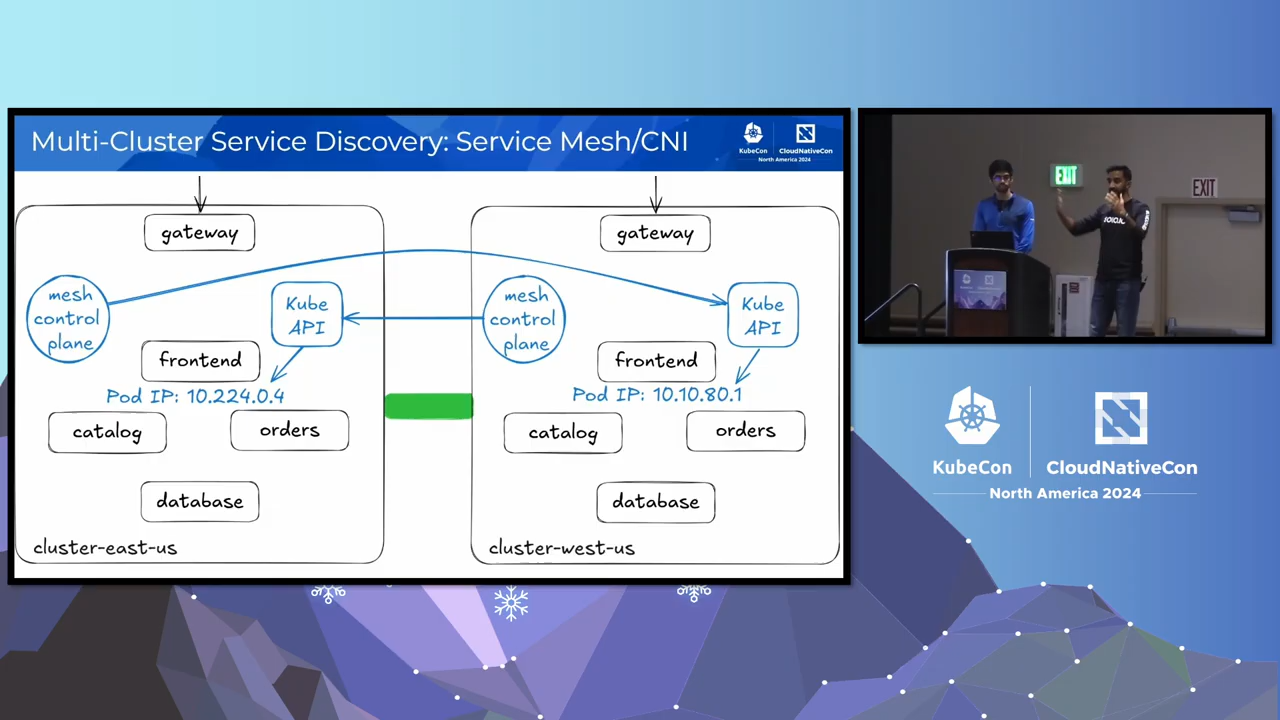 Multi-Cluster Service Discovery: Service Mesh/CNI
KubeCon
CloudNativeCon
North America 2024
gateway
mesh
control
plane
Kube
API
frontend
Pod IP: 10.224.0.4
catalog
orders
database
cluster-east-us
gateway
mesh
control
plane
Kube
API
frontend
Pod IP: 10.10.80.1
catalog
orders
database
cluster-west-us
EXIT
EXIT
KubeCon
CloudNativeCon
North America 2024